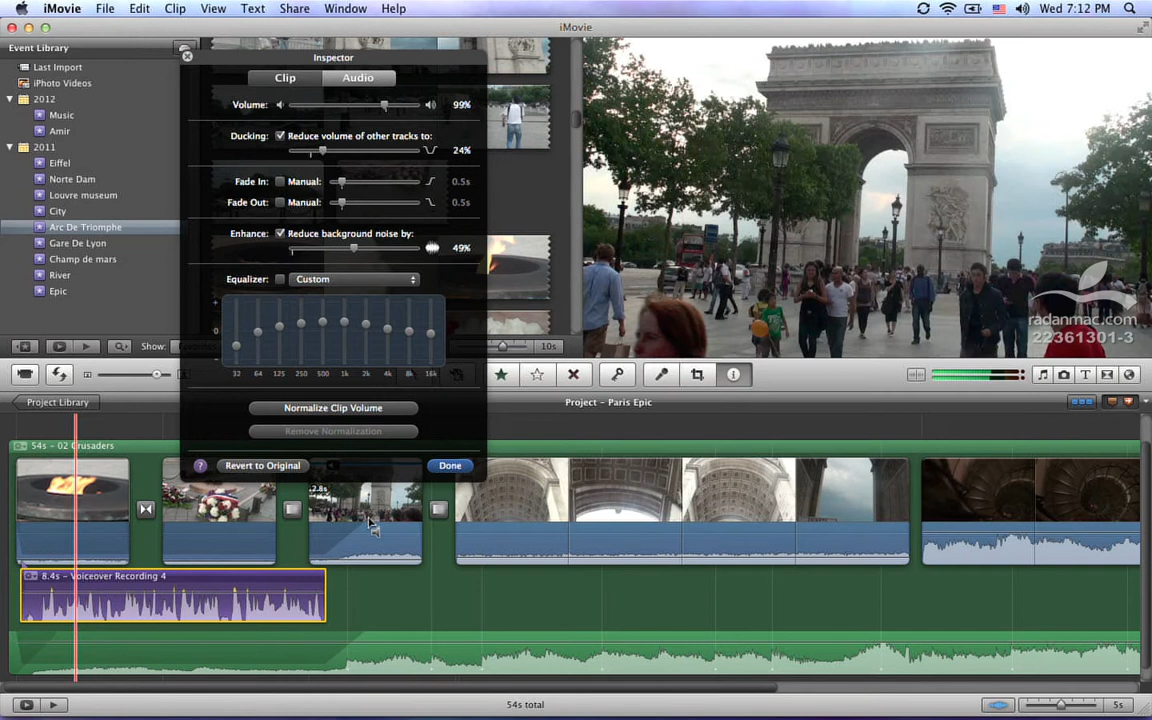 iMovie File Edit Clip View Text Share Window Help Wed 7:12 PM
iMovie
Event Library
Last Import
iPhoto Videos
2012
Music
Amir
2011
Eiffel
Norte Dam
Louvre museum
City
Arc De Triomphe
Gare De Lyon
Champ de mars
River
Epic
Show:
10s
Inspector
Clip Audio
Volume: 99%
Ducking: Reduce volume of other tracks to:
24%
Fade In: Manual: 0.5s
Fade Out: Manual: 0.5s
Enhance: Reduce background noise by:
49%
Equalizer: Custom
+
0
32 64 125 250 500 1k 2k 4k 8k 16k
Normalize Clip Volume
Remove Normalization
? Revert to Original Done
radanmac.com
22361301-3
Project Library
Project - Paris Epic
54s - 02 Crusaders
2.8s
8.4s - Voiceover Recording 4
54s total
5s